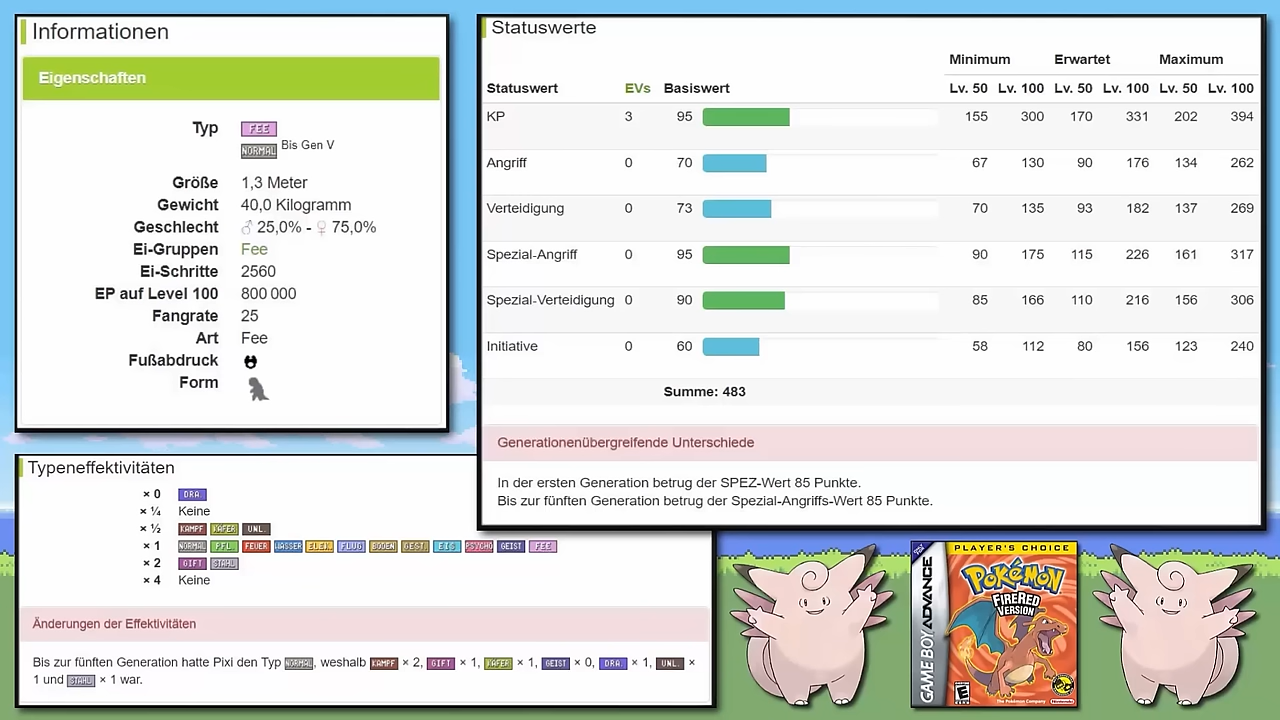 Informationen
Eigenschaften
Typ FEE
NORMAL Bis Gen V
Größe 1,3 Meter
Gewicht 40,0 Kilogramm
Geschlecht ♂ 25,0% - ♀ 75,0%
Ei-Gruppen Fee
Ei-Schritte 2560
EP auf Level 100 800 000
Fangrate 25
Art Fee
Fußabdruck
Form
Statuswerte
Minimum Erwartet Maximum
Statuswert EVs Basiswert Lv. 50 Lv. 100 Lv. 50 Lv. 100 Lv. 50 Lv. 100
KP 3 95 155 300 170 331 202 394
Angriff 0 70 67 130 90 176 134 262
Verteidigung 0 73 70 135 93 182 137 269
Spezial-Angriff 0 95 90 175 115 226 161 317
Spezial-Verteidigung 0 90 85 166 110 216 156 306
Initiative 0 60 58 112 80 156 123 240
Summe: 483
Generationenübergreifende Unterschiede
In der ersten Generation betrug der SPEZ-Wert 85 Punkte.
Bis zur fünften Generation betrug der Spezial-Angriffs-Wert 85 Punkte.
Typeneffektivitäten
× 0 DRA.
× ¼ Keine
× ½ KAMPF KÄFER UNL.
× 1 NORMAL PFL. FEUER WASSER ELEK. FLUG BODEN GEST. EIS PSYCHO GEIST FEE
× 2 GIFT STAHL
× 4 Keine
Änderungen der Effektivitäten
Bis zur fünften Generation hatte Pixi den Typ NORMAL, weshalb KAMPF × 2, GIFT × 1, KÄFER × 1, GEIST × 0, DRA. × 1, UNL. ×
1 und STAHL × 1 war.
PLAYER'S CHOICE
GAME BOY ADVANCE
POKéMON
FIRERED
VERSION
E
The Pokémon Company
Nintendo